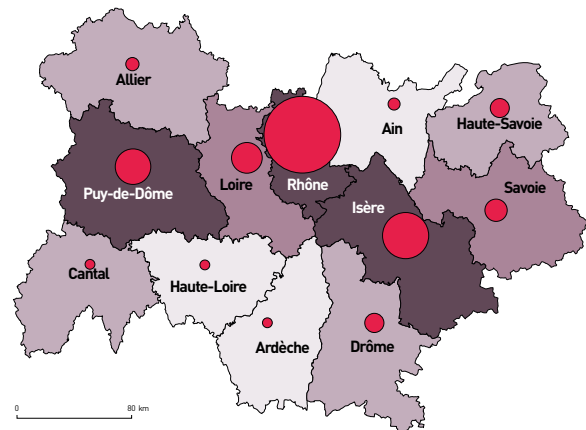 Allier
Ain
Haute-Savoie
Puy-de-Dôme
Loire
Rhône
Savoie
Isère
Cantal
Haute-Loire
Ardèche
Drôme
0 80 km